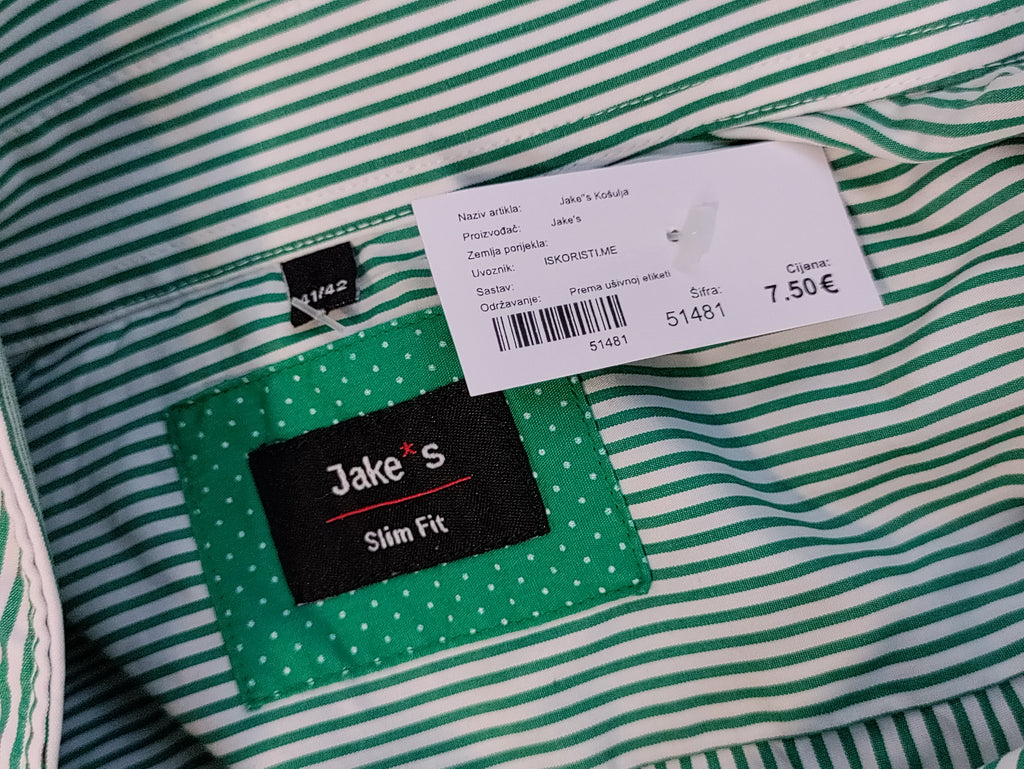 Naziv artikla: Jake"s Košulja
Proizvođač: Jake's
Zemlja porijekla:
Uvoznik: ISKORISTI.ME
Sastav:
Održavanje: Prema ušivnoj etiketi
51481
Šifra:
51481
Cijena:
7.50€
41/42
Jake*s
Slim Fit